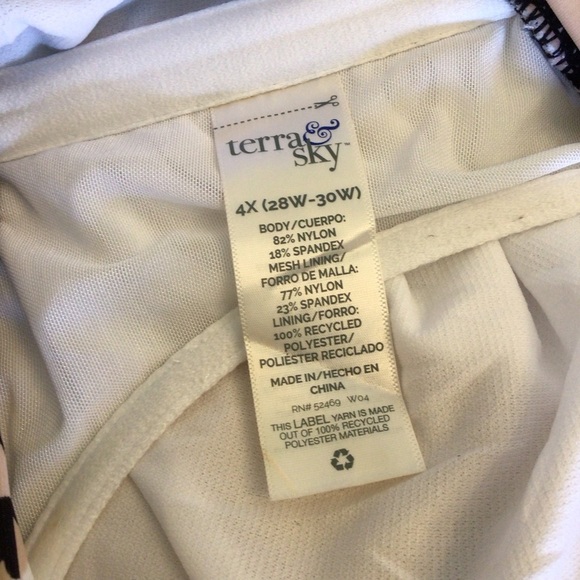 terra & sky™
4X (28W-30W)
BODY/CUERPO:
82% NYLON
18% SPANDEX
MESH LINING/
FORRO DE MALLA:
77% NYLON
23% SPANDEX
LINING/FORRO:
100% RECYCLED
POLYESTER/
POLIÉSTER RECICLADO
MADE IN/HECHO EN
CHINA
RN# 52469 W04
THIS LABEL YARN IS MADE
OUT OF 100% RECYCLED
POLYESTER MATERIALS